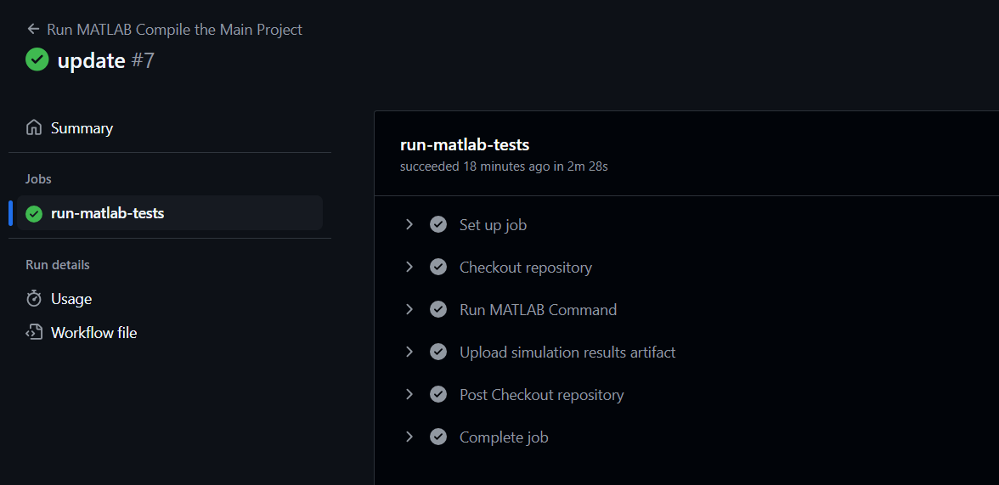 Run MATLAB Compile the Main Project
update #7
Summary
Jobs
run-matlab-tests
Run details
Usage
Workflow file
run-matlab-tests
succeeded 18 minutes ago in 2m 28s
Set up job
Checkout repository
Run MATLAB Command
Upload simulation results artifact
Post Checkout repository
Complete job